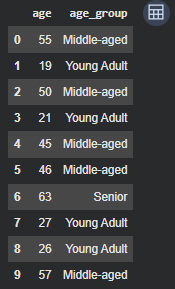 age age_group
0 55 Middle-aged
1 19 Young Adult
2 50 Middle-aged
3 21 Young Adult
4 45 Middle-aged
5 46 Middle-aged
6 63 Senior
7 27 Young Adult
8 26 Young Adult
9 57 Middle-aged